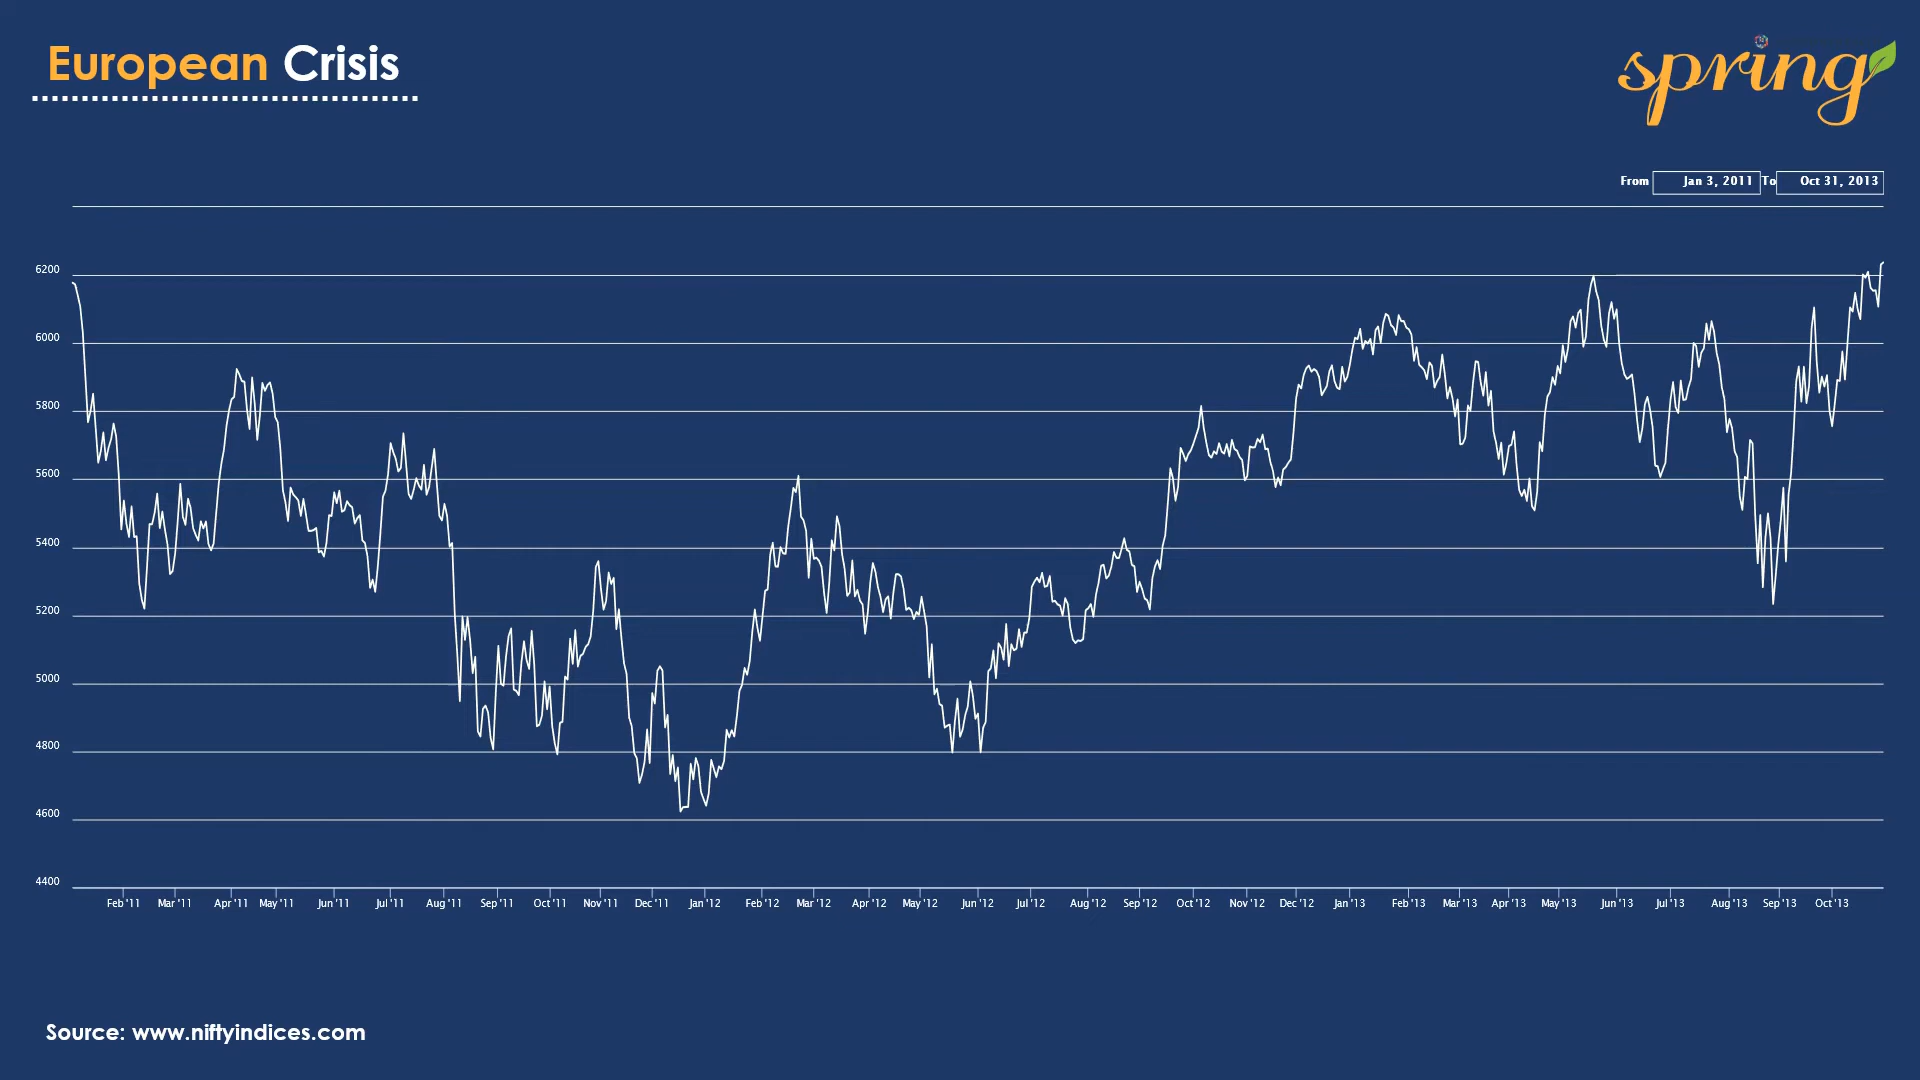 European Crisis
spring
From Jan 3, 2011 To Oct 31, 2013
6200
6000
5800
5600
5400
5200
5000
4800
4600
4400
Feb '11 Mar '11 Apr '11 May '11 Jun '11 Jul '11 Aug '11 Sep '11 Oct '11 Nov '11 Dec '11 Jan '12 Feb '12 Mar '12 Apr '12 May '12 Jun '12 Jul '12 Aug '12 Sep '12 Oct '12 Nov '12 Dec '12 Jan '13 Feb '13 Mar '13 Apr '13 May '13 Jun '13 Jul '13 Aug '13 Sep '13 Oct '13
Source: www.niftyindices.com